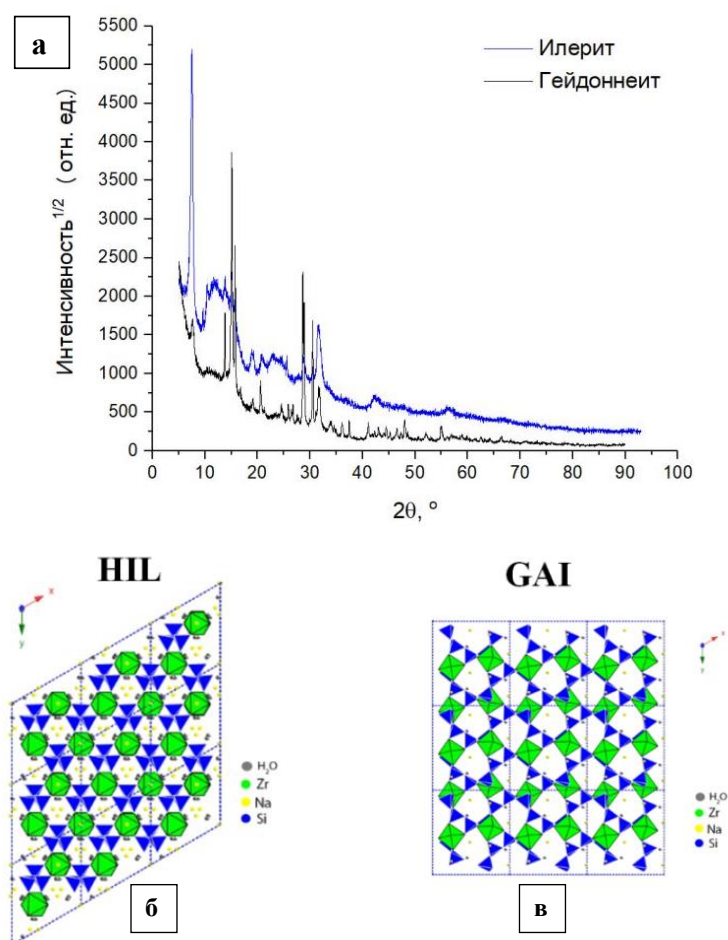 а
5500
5000
4500
4000
3500
3000
2500
2000
1500
1000
500
0
Интенсивность^1/2 ( отн. ед.)
Илерит
Гейдоннеит
0 10 20 30 40 50 60 70 80 90 100
2θ, °
HIL
GAI
x
y
x
y
H₂O
Zr
Na
Si
H₂O
Zr
Na
Si
б
в